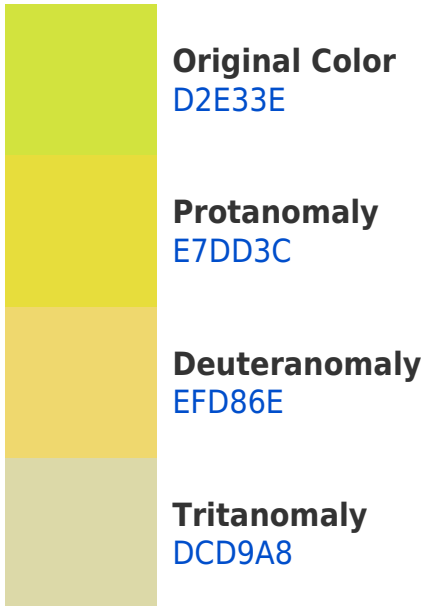 Original Color
D2E33E
Protanomaly
E7DD3C
Deuteranomaly
EFD86E
Tritanomaly
DCD9A8